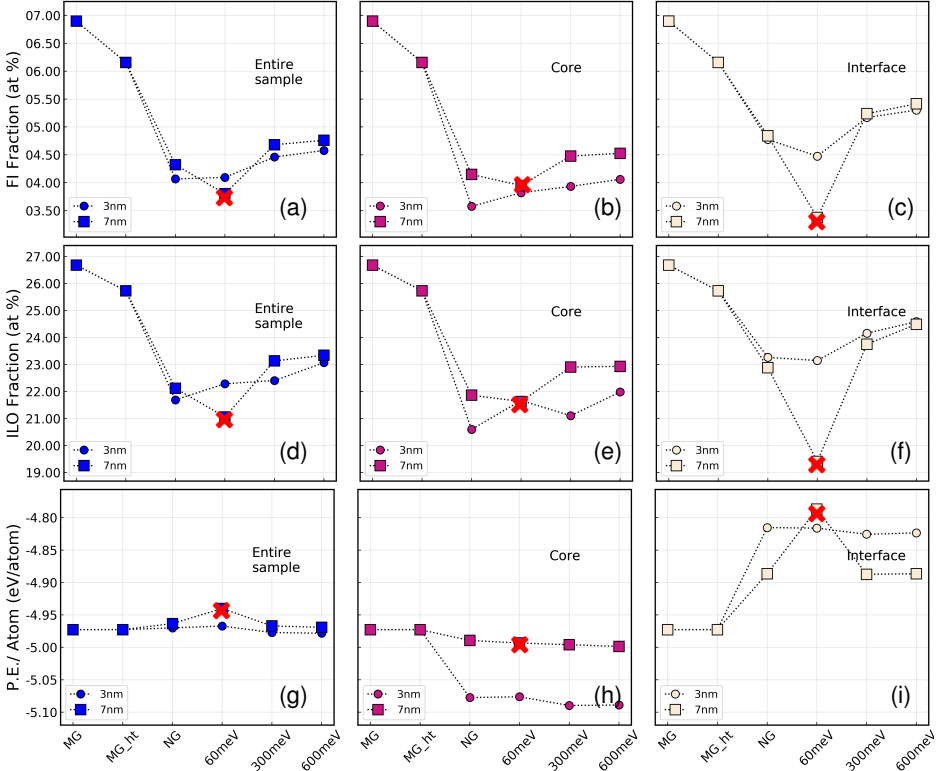 FI Fraction (at %)
07.00
06.50
06.00
05.50
05.00
04.50
04.00
03.50
Entire
sample
3nm
7nm
(a)
Core
3nm
7nm
(b)
Interface
3nm
7nm
(c)
ILO Fraction (at %)
27.00
26.00
25.00
24.00
23.00
22.00
21.00
20.00
19.00
Entire
sample
3nm
7nm
(d)
Core
3nm
7nm
(e)
Interface
3nm
7nm
(f)
P.E./ Atom (eV/atom)
-4.80
-4.85
-4.90
-4.95
-5.00
-5.05
-5.10
Entire
sample
3nm
7nm
(g)
Core
3nm
7nm
(h)
Interface
3nm
7nm
(i)
MG
MG_ht
NG
60meV
300meV
600meV
MG
MG_ht
NG
60meV
300meV
600meV
MG
MG_ht
NG
60meV
300meV
600meV